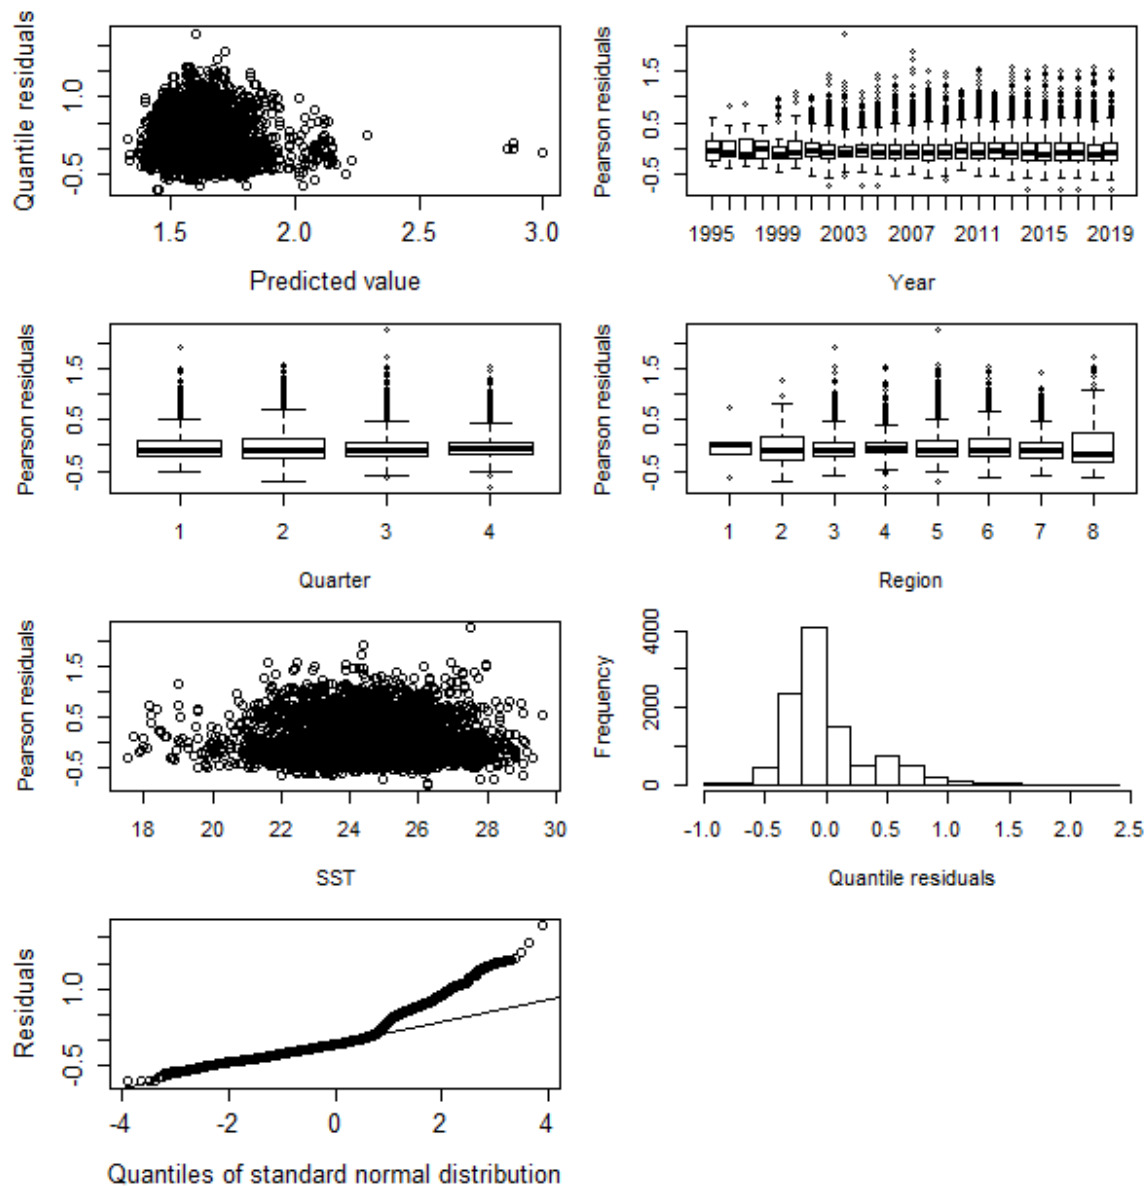 Quantile residuals
-0.5 1.0
1.5 2.0 2.5 3.0
Predicted value
Pearson residuals
-0.5 0.5 1.5
1995 1999 2003 2007 2011 2015 2019
Year
Pearson residuals
-0.5 0.5 1.5
1 2 3 4
Quarter
Pearson residuals
-0.5 0.5 1.5
1 2 3 4 5 6 7 8
Region
Pearson residuals
-0.5 0.5 1.5
18 20 22 24 26 28 30
SST
Frequency
0 2000 4000
-1.0 -0.5 0.0 0.5 1.0 1.5 2.0 2.5
Quantile residuals
Residuals
-0.5 1.0
-4 -2 0 2 4
Quantiles of standard normal distribution